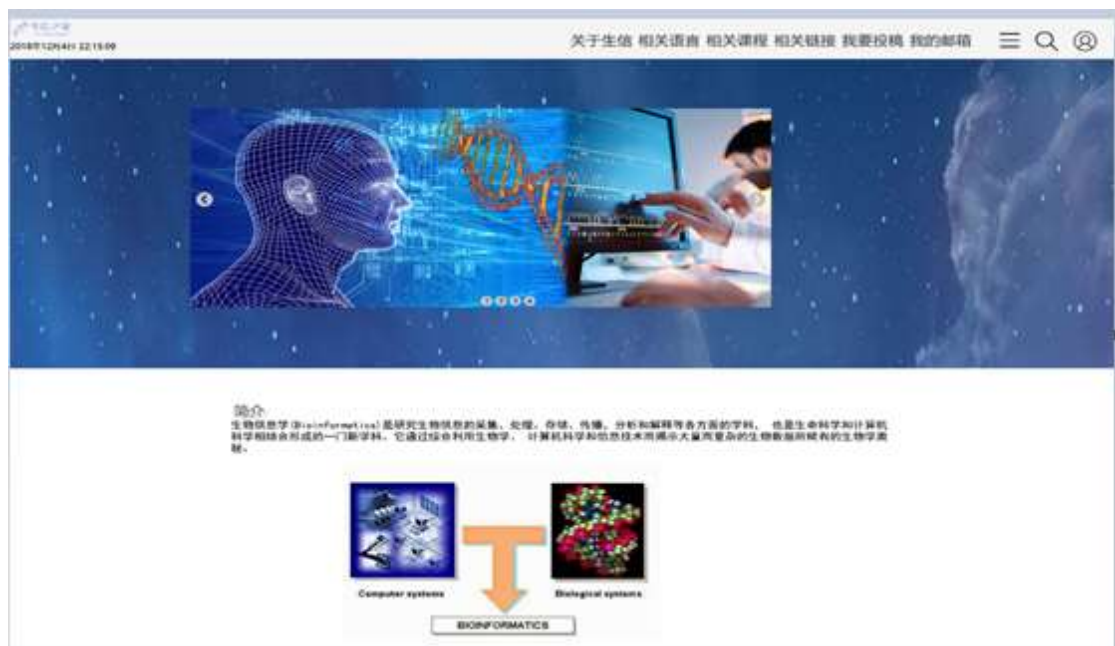 关于生信 相关语言 相关课程 相关链接 我要投稿 我的邮箱
1 2 3 4
简介
生物信息学(Bioinformatics)是研究生物信息的采集、处理、存储、传播、分析和解释等各方面的学科, 也是生命科学和计算机
科学相结合形成的一门新学科。它通过综合利用生物学, 计算机科学和信息技术而揭示大量而复杂的生物数据所赋有的生物学奥
秘。
Computer systems
Biological systems
BIOINFORMATICS